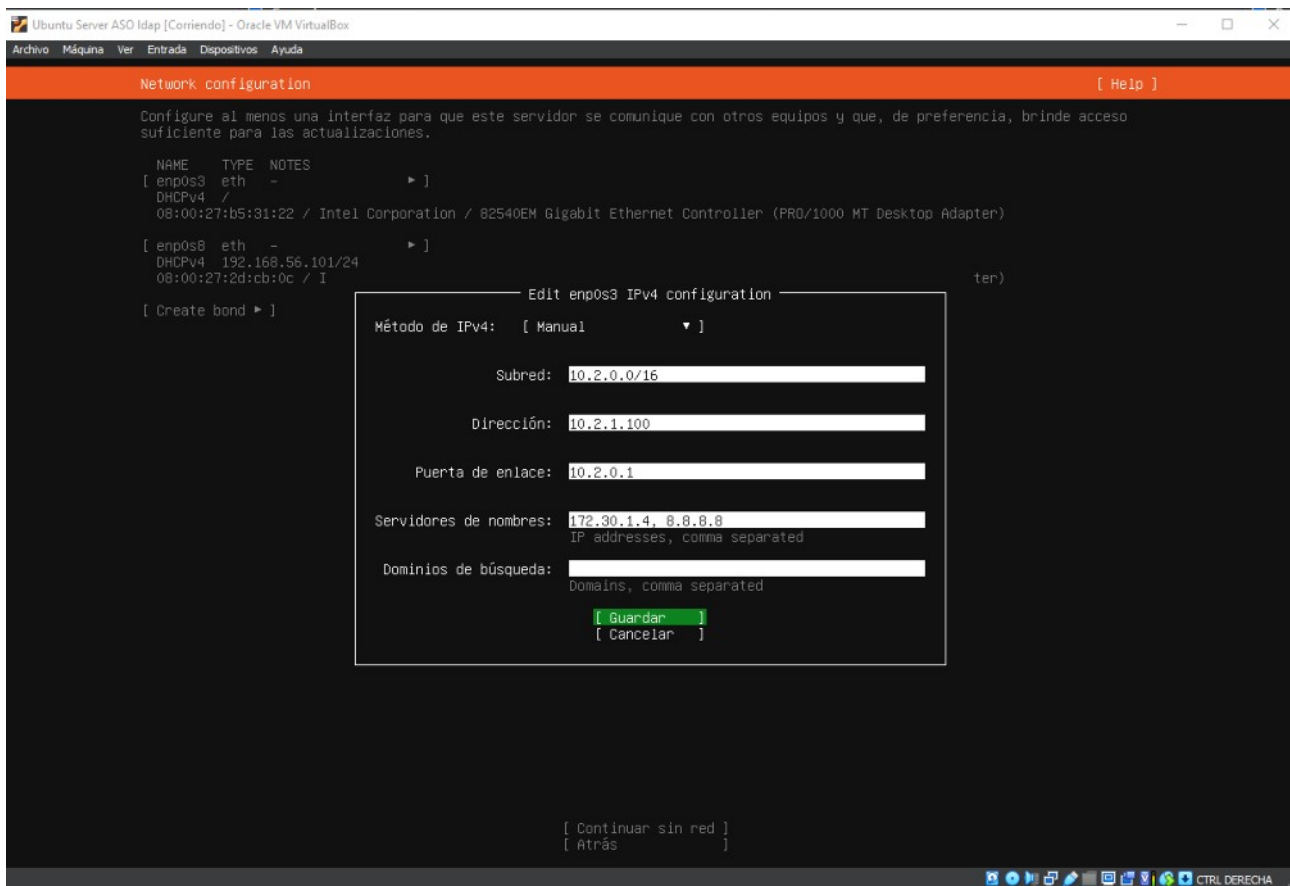 Ubuntu Server ASO ldap [Corriendo] - Oracle VM VirtualBox
Archivo Máquina Ver Entrada Dispositivos Ayuda
Network configuration [ Help ]
Configure al menos una interfaz para que este servidor se comunique con otros equipos y que, de preferencia, brinde acceso
suficiente para las actualizaciones.
NAME TYPE NOTES
[ enp0s3 eth - ▸ ]
DHCPv4 /
08:00:27:b5:31:22 / Intel Corporation / 82540EM Gigabit Ethernet Controller (PRO/1000 MT Desktop Adapter)
[ enp0s8 eth - ▸ ]
DHCPv4 192.168.56.101/24
08:00:27:2d:cb:0c / I ter)
[ Create bond ▸ ]
Edit enp0s3 IPv4 configuration
Método de IPv4: [ Manual ▾ ]
Subred: 10.2.0.0/16
Dirección: 10.2.1.100
Puerta de enlace: 10.2.0.1
Servidores de nombres: 172.30.1.4, 8.8.8.8
IP addresses, comma separated
Dominios de búsqueda:
Domains, comma separated
[ Guardar ]
[ Cancelar ]
[ Continuar sin red ]
[ Atrás ]
CTRL DERECHA